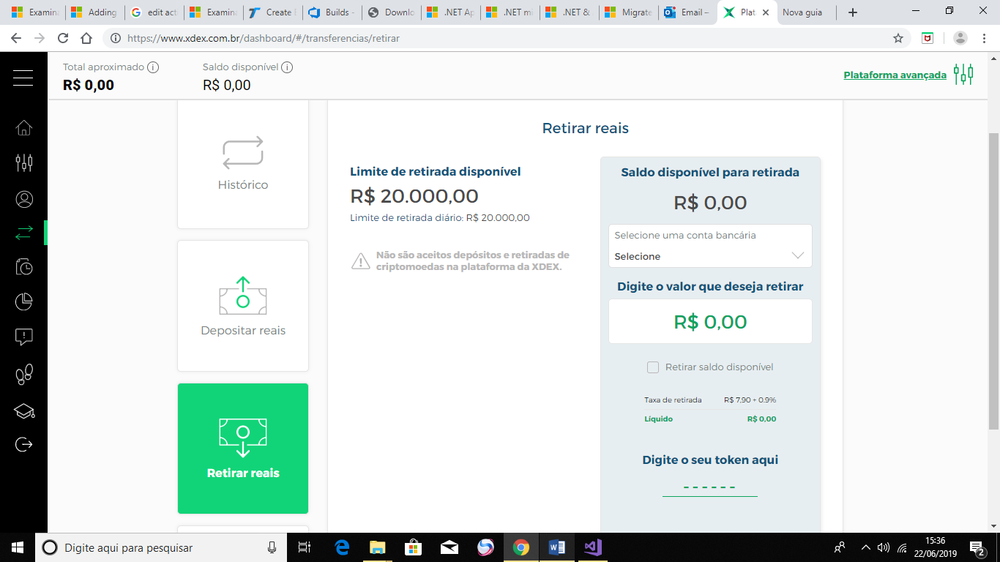 Examina
Adding
edit act
Examina
Create
Builds -
Downlo
.NET Ap
.NET m
.NET &
Migrate
Email –
Plat
Nova guia
https://www.xdex.com.br/dashboard/#/transferencias/retirar
Total aproximado
Saldo disponível
R$ 0,00
R$ 0,00
Plataforma avançada
Histórico
Depositar reais
Retirar reais
Retirar reais
Limite de retirada disponível
R$ 20.000,00
Limite de retirada diário: R$ 20.000,00
Não são aceitos depósitos e retiradas de
criptomoedas na plataforma da XDEX.
Saldo disponível para retirada
R$ 0,00
Selecione uma conta bancária
Selecione
Digite o valor que deseja retirar
R$ 0,00
Retirar saldo disponível
Taxa de retirada R$ 7,90 + 0.9%
Líquido R$ 0,00
Digite o seu token aqui
------
Digite aqui para pesquisar
15:36
22/06/2019
2